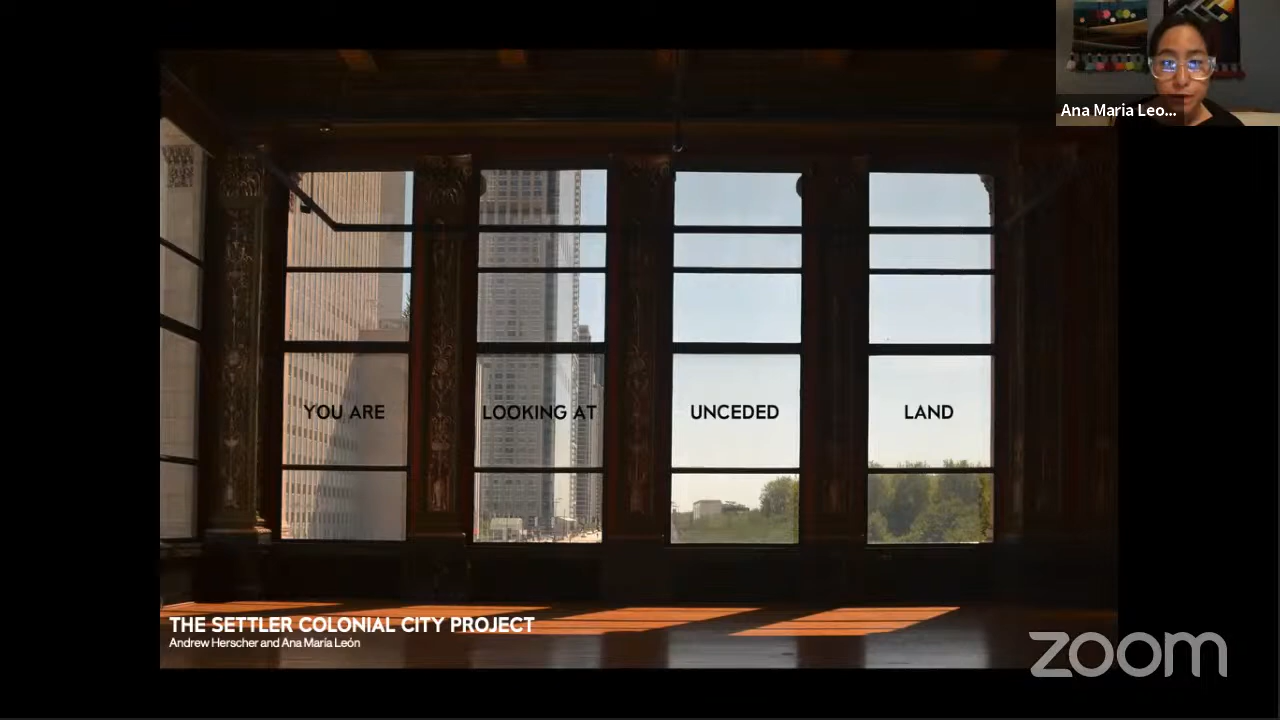 Ana Maria Leo...
YOU ARE LOOKING AT UNCEDED LAND
THE SETTLER COLONIAL CITY PROJECT
Andrew Herscher and Ana María León
zoom